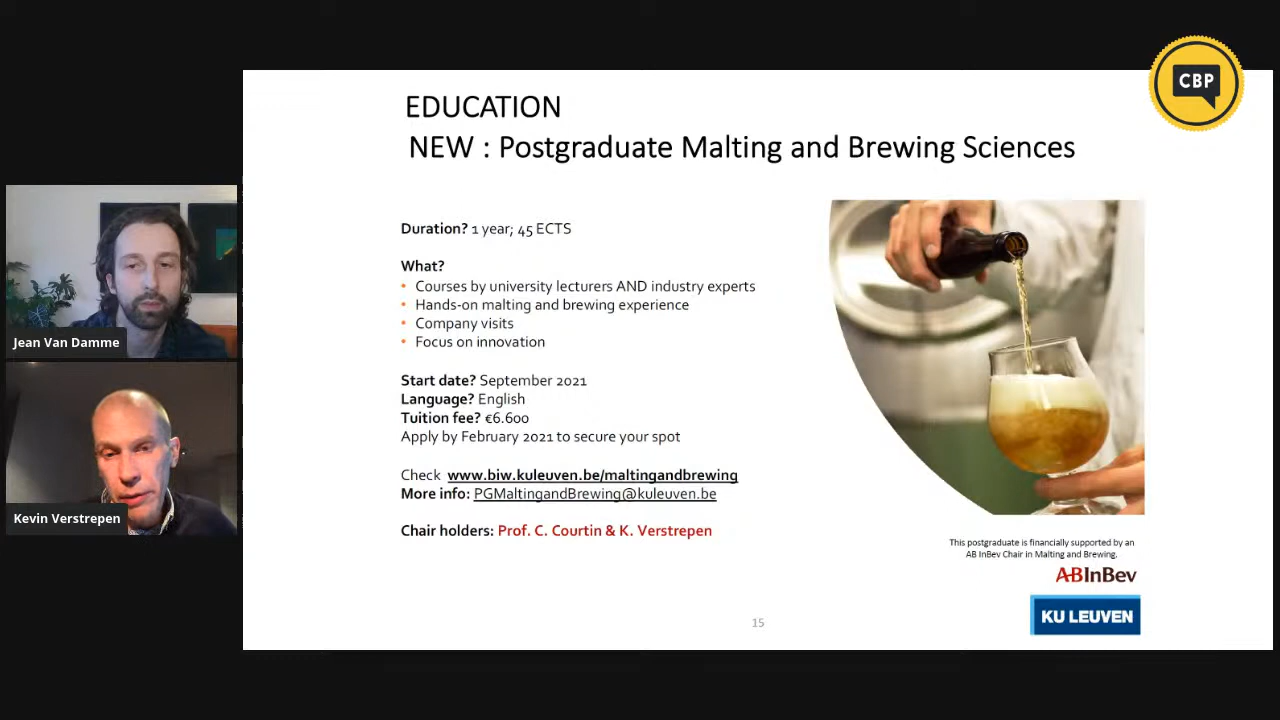 CBP
EDUCATION
NEW : Postgraduate Malting and Brewing Sciences
Duration? 1 year; 45 ECTS
What?
• Courses by university lecturers AND industry experts
• Hands-on malting and brewing experience
• Company visits
• Focus on innovation
Start date? September 2021
Language? English
Tuition fee? €6.600
Apply by February 2021 to secure your spot
Check www.biw.kuleuven.be/maltingandbrewing
More info: PGMaltingandBrewing@kuleuven.be
Chair holders: Prof. C. Courtin & K. Verstrepen
This postgraduate is financially supported by an
AB InBev Chair in Malting and Brewing.
ABInBev
KU LEUVEN
15
Jean Van Damme
Kevin Verstrepen